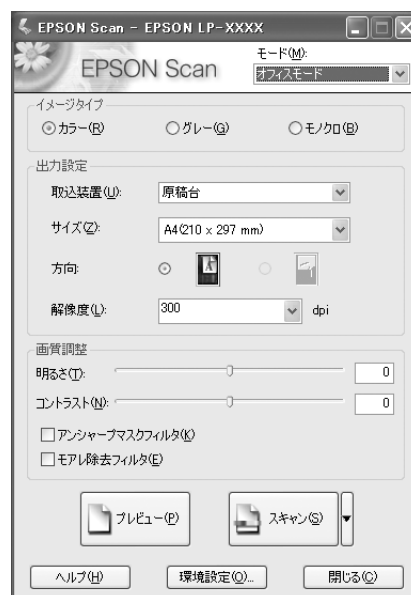 EPSON Scan - EPSON LP-XXXX
EPSON Scan
モード(M):
オフィスモード
イメージタイプ
カラー(R) グレー(G) モノクロ(B)
出力設定
取込装置(U): 原稿台
サイズ(Z): A4(210 x 297 mm)
方向:
解像度(L): 300 dpi
画質調整
明るさ(T): 0
コントラスト(N): 0
アンシャープマスクフィルタ(K)
モアレ除去フィルタ(E)
プレビュー(P) スキャン(S)
ヘルプ(H) 環境設定(O)... 閉じる(C)